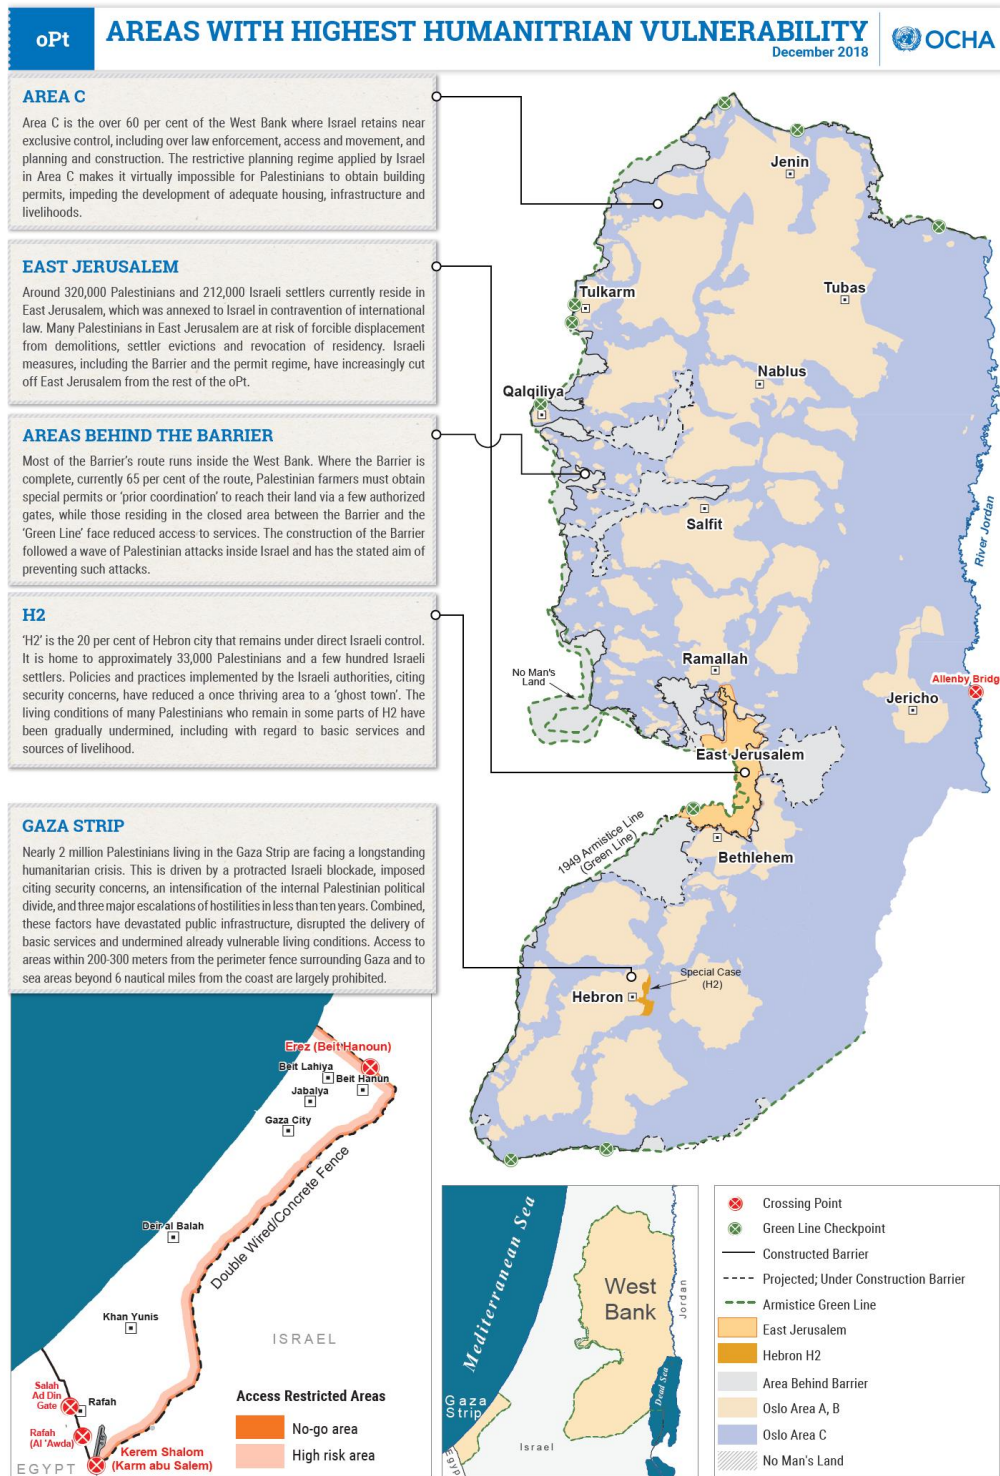 oPt
AREAS WITH HIGHEST HUMANITRIAN VULNERABILITY
December 2018
OCHA
AREA C
Area C is the over 60 per cent of the West Bank where Israel retains near
exclusive control, including over law enforcement, access and movement, and
planning and construction. The restrictive planning regime applied by Israel
in Area C makes it virtually impossible for Palestinians to obtain building
permits, impeding the development of adequate housing, infrastructure and
livelihoods.
EAST JERUSALEM
Around 320,000 Palestinians and 212,000 Israeli settlers currently reside in
East Jerusalem, which was annexed to Israel in contravention of international
law. Many Palestinians in East Jerusalem are at risk of forcible displacement
from demolitions, settler evictions and revocation of residency. Israeli
measures, including the Barrier and the permit regime, have increasingly cut
off East Jerusalem from the rest of the oPt.
AREAS BEHIND THE BARRIER
Most of the Barrier's route runs inside the West Bank. Where the Barrier is
complete, currently 65 per cent of the route, Palestinian farmers must obtain
special permits or 'prior coordination' to reach their land via a few authorized
gates, while those residing in the closed area between the Barrier and the
'Green Line' face reduced access to services. The construction of the Barrier
followed a wave of Palestinian attacks inside Israel and has the stated aim of
preventing such attacks.
H2
'H2' is the 20 per cent of Hebron city that remains under direct Israeli control.
It is home to approximately 33,000 Palestinians and a few hundred Israeli
settlers. Policies and practices implemented by the Israeli authorities, citing
security concerns, have reduced a once thriving area to a 'ghost town'. The
living conditions of many Palestinians who remain in some parts of H2 have
been gradually undermined, including with regard to basic services and
sources of livelihood.
GAZA STRIP
Nearly 2 million Palestinians living in the Gaza Strip are facing a longstanding
humanitarian crisis. This is driven by a protracted Israeli blockade, imposed
citing security concerns, an intensification of the internal Palestinian political
divide, and three major escalations of hostilities in less than ten years. Combined,
these factors have devastated public infrastructure, disrupted the delivery of
basic services and undermined already vulnerable living conditions. Access to
areas within 200-300 meters from the perimeter fence surrounding Gaza and to
sea areas beyond 6 nautical miles from the coast are largely prohibited.
Jenin
Tubas
Tulkarm
Nablus
Qalqiliya
Salfit
River Jordan
Ramallah
No Man's
Land
Allenby Bridg
Jericho
East Jerusalem
1949 Armistice Line
(Green Line)
Bethlehem
Special Case
(H2)
Hebron
Erez (Beit Hanoun)
Beit Lahiya
Beit Hanun
Jabalya
Gaza City
Double Wired/Concrete Fence
Deir al Balah
Khan Yunis
ISRAEL
Salah
Ad Din
Gate
Rafah
Rafah
(Al 'Awda)
Kerem Shalom
(Karm abu Salem)
EGYPT
Access Restricted Areas
No-go area
High risk area
Mediterranean Sea
West
Bank
Jordan
Dead Sea
Gaza
Strip
Israel
Egyp
Crossing Point
Green Line Checkpoint
Constructed Barrier
Projected; Under Construction Barrier
Armistice Green Line
East Jerusalem
Hebron H2
Area Behind Barrier
Oslo Area A, B
Oslo Area C
No Man's Land